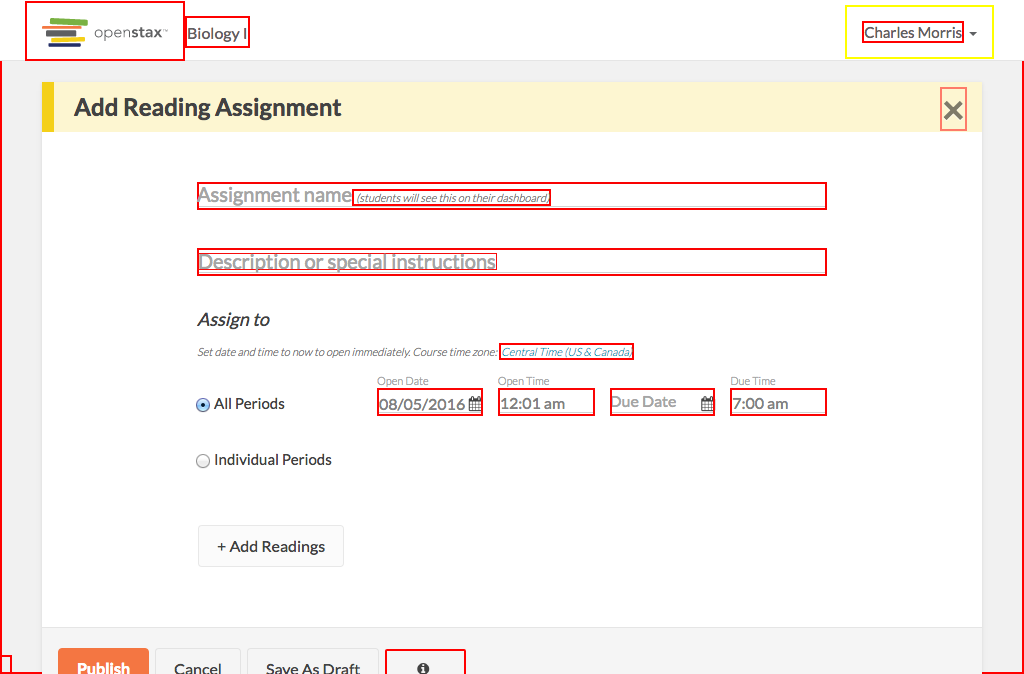 openstax™ Biology I Charles Morris
Add Reading Assignment
Assignment name (students will see this on their dashboard)
Description or special instructions
Assign to
Set date and time to now to open immediately. Course time zone: Central Time (US & Canada)
Open Date Open Time Due Time
All Periods 08/05/2016 12:01 am Due Date 7:00 am
Individual Periods
+ Add Readings
Publish Cancel Save As Draft